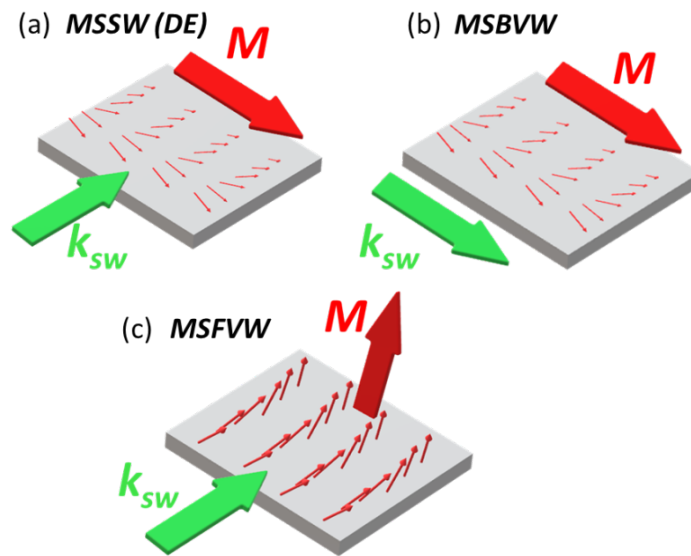 (a) MSSW (DE)
M
k_sw
(b) MSBVW
M
k_sw
(c) MSFVW
M
k_sw